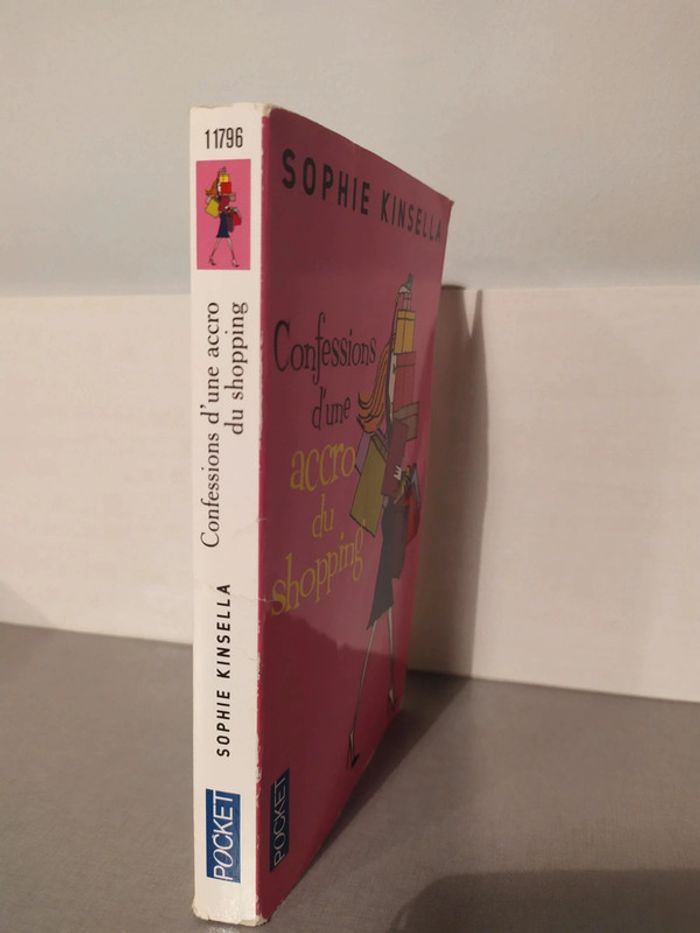 11796
Confessions d'une accro
du shopping
SOPHIE KINSELLA
POCKET
SOPHIE KINSELLA
Confessions
d'une
accro
du
shopping
POCKET